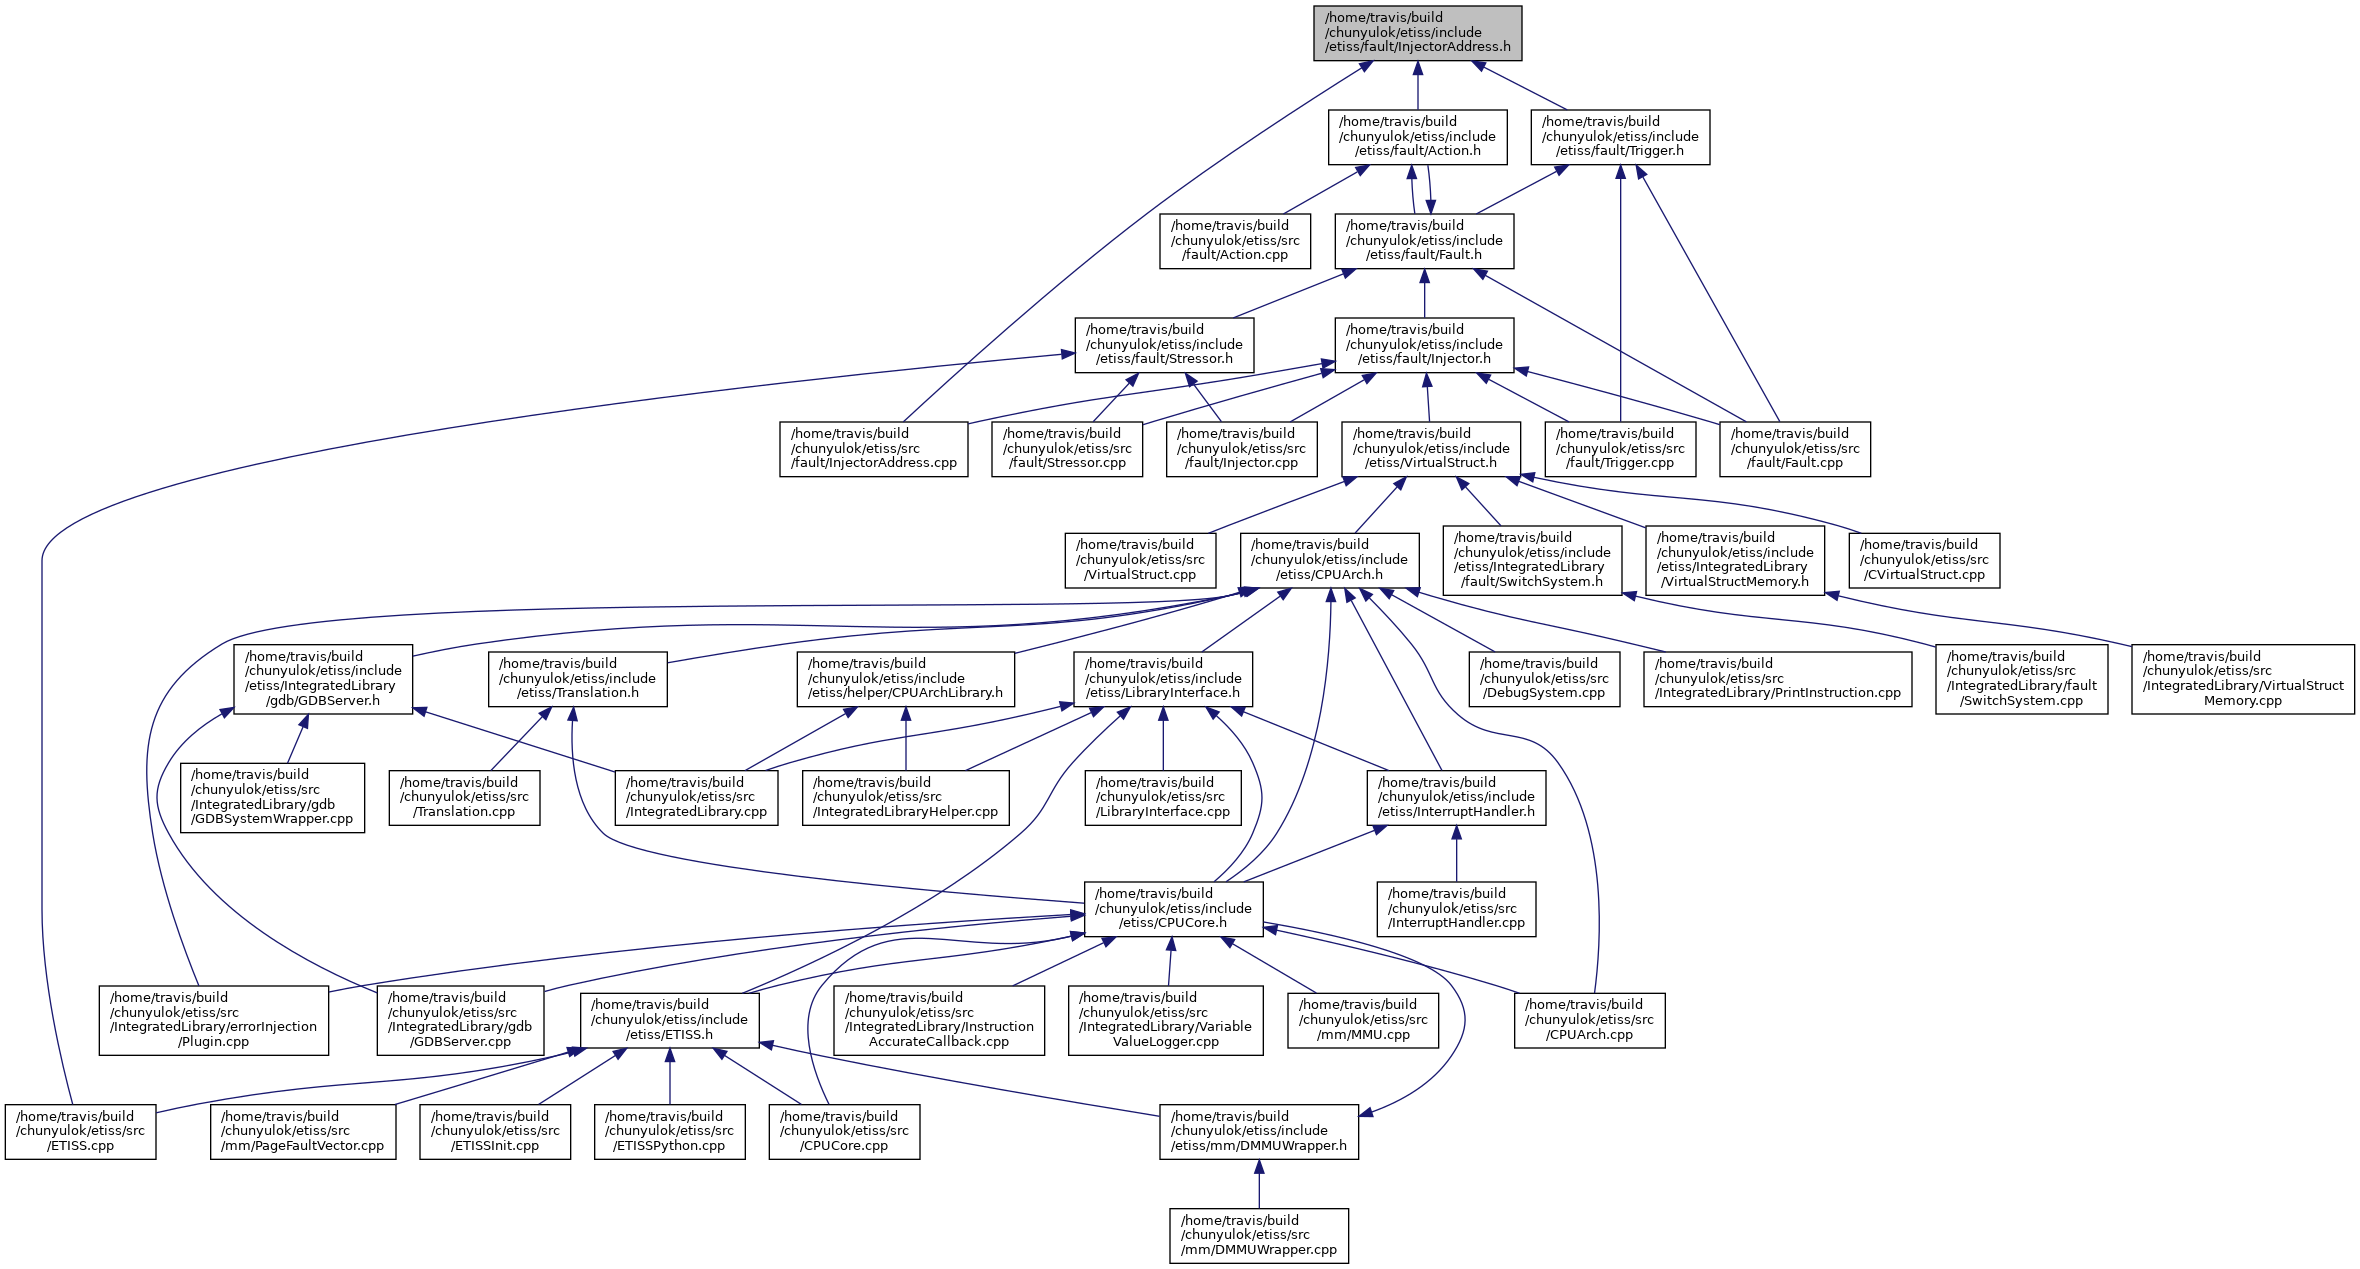 /home/travis/build
/chunyulok/etiss/include
/etiss/fault/InjectorAddress.h
/home/travis/build
/chunyulok/etiss/include
/etiss/fault/Action.h
/home/travis/build
/chunyulok/etiss/include
/etiss/fault/Trigger.h
/home/travis/build
/chunyulok/etiss/src
/fault/Action.cpp
/home/travis/build
/chunyulok/etiss/include
/etiss/fault/Fault.h
/home/travis/build
/chunyulok/etiss/include
/etiss/fault/Stressor.h
/home/travis/build
/chunyulok/etiss/include
/etiss/fault/Injector.h
/home/travis/build
/chunyulok/etiss/src
/fault/InjectorAddress.cpp
/home/travis/build
/chunyulok/etiss/src
/fault/Stressor.cpp
/home/travis/build
/chunyulok/etiss/src
/fault/Injector.cpp
/home/travis/build
/chunyulok/etiss/include
/etiss/VirtualStruct.h
/home/travis/build
/chunyulok/etiss/src
/fault/Trigger.cpp
/home/travis/build
/chunyulok/etiss/src
/fault/Fault.cpp
/home/travis/build
/chunyulok/etiss/src
/VirtualStruct.cpp
/home/travis/build
/chunyulok/etiss/include
/etiss/CPUArch.h
/home/travis/build
/chunyulok/etiss/include
/etiss/IntegratedLibrary
/fault/SwitchSystem.h
/home/travis/build
/chunyulok/etiss/include
/etiss/IntegratedLibrary
/VirtualStructMemory.h
/home/travis/build
/chunyulok/etiss/src
/CVirtualStruct.cpp
/home/travis/build
/chunyulok/etiss/include
/etiss/IntegratedLibrary
/gdb/GDBServer.h
/home/travis/build
/chunyulok/etiss/include
/etiss/Translation.h
/home/travis/build
/chunyulok/etiss/include
/etiss/helper/CPUArchLibrary.h
/home/travis/build
/chunyulok/etiss/include
/etiss/LibraryInterface.h
/home/travis/build
/chunyulok/etiss/src
/DebugSystem.cpp
/home/travis/build
/chunyulok/etiss/src
/IntegratedLibrary/PrintInstruction.cpp
/home/travis/build
/chunyulok/etiss/src
/IntegratedLibrary/fault
/SwitchSystem.cpp
/home/travis/build
/chunyulok/etiss/src
/IntegratedLibrary/VirtualStruct
Memory.cpp
/home/travis/build
/chunyulok/etiss/src
/IntegratedLibrary/gdb
/GDBSystemWrapper.cpp
/home/travis/build
/chunyulok/etiss/src
/Translation.cpp
/home/travis/build
/chunyulok/etiss/src
/IntegratedLibrary.cpp
/home/travis/build
/chunyulok/etiss/src
/IntegratedLibraryHelper.cpp
/home/travis/build
/chunyulok/etiss/src
/LibraryInterface.cpp
/home/travis/build
/chunyulok/etiss/include
/etiss/InterruptHandler.h
/home/travis/build
/chunyulok/etiss/include
/etiss/CPUCore.h
/home/travis/build
/chunyulok/etiss/src
/InterruptHandler.cpp
/home/travis/build
/chunyulok/etiss/src
/IntegratedLibrary/errorInjection
/Plugin.cpp
/home/travis/build
/chunyulok/etiss/src
/IntegratedLibrary/gdb
/GDBServer.cpp
/home/travis/build
/chunyulok/etiss/include
/etiss/ETISS.h
/home/travis/build
/chunyulok/etiss/src
/IntegratedLibrary/Instruction
AccurateCallback.cpp
/home/travis/build
/chunyulok/etiss/src
/IntegratedLibrary/Variable
ValueLogger.cpp
/home/travis/build
/chunyulok/etiss/src
/mm/MMU.cpp
/home/travis/build
/chunyulok/etiss/src
/CPUArch.cpp
/home/travis/build
/chunyulok/etiss/src
/ETISS.cpp
/home/travis/build
/chunyulok/etiss/src
/mm/PageFaultVector.cpp
/home/travis/build
/chunyulok/etiss/src
/ETISSInit.cpp
/home/travis/build
/chunyulok/etiss/src
/ETISSPython.cpp
/home/travis/build
/chunyulok/etiss/src
/CPUCore.cpp
/home/travis/build
/chunyulok/etiss/include
/etiss/mm/DMMUWrapper.h
/home/travis/build
/chunyulok/etiss/src
/mm/DMMUWrapper.cpp